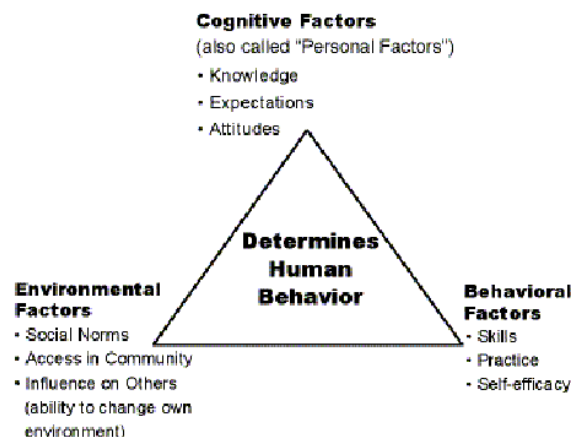 Cognitive Factors
(also called "Personal Factors")
• Knowledge
• Expectations
• Attitudes
Determines
Human
Behavior
Environmental
Factors
• Social Norms
• Access in Community
• Influence on Others
(ability to change own
environment)
Behavioral
Factors
• Skills
• Practice
• Self-efficacy